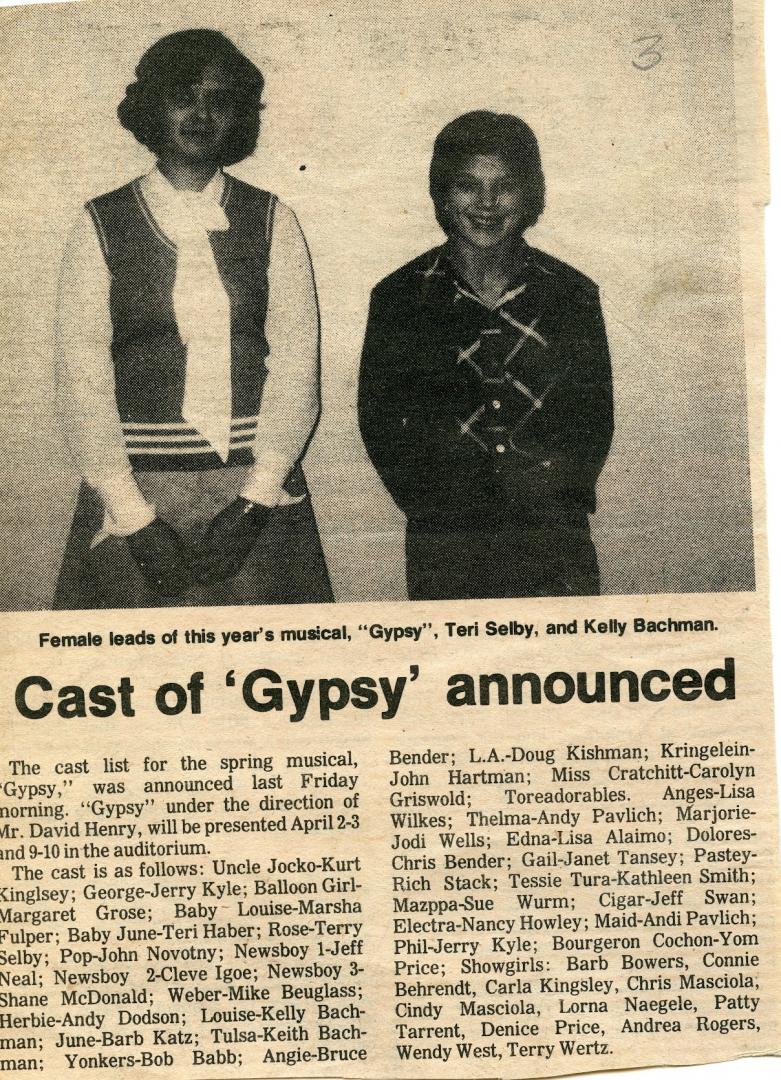 3
Female leads of this year's musical, "Gypsy", Teri Selby, and Kelly Bachman.
Cast of 'Gypsy' announced
The cast list for the spring musical,
'Gypsy," was announced last Friday
morning. "Gypsy" under the direction of
Mr. David Henry, will be presented April 2-3
and 9-10 in the auditorium.
The cast is as follows: Uncle Jocko-Kurt
Kinglsey; George-Jerry Kyle; Balloon Girl-
Margaret Grose; Baby Louise-Marsha
Fulper; Baby June-Teri Haber; Rose-Terry
Selby; Pop-John Novotny; Newsboy 1-Jeff
Neal; Newsboy 2-Cleve Igoe; Newsboy 3-
Shane McDonald; Weber-Mike Beuglass;
Herbie-Andy Dodson; Louise-Kelly Bach-
man; June-Barb Katz; Tulsa-Keith Bach-
man; Yonkers-Bob Babb; Angie-Bruce
Bender; L.A.-Doug Kishman; Kringelein-
John Hartman; Miss Cratchitt-Carolyn
Griswold; Toreadorables. Anges-Lisa
Wilkes; Thelma-Andy Pavlich; Marjorie-
Jodi Wells; Edna-Lisa Alaimo; Dolores-
Chris Bender; Gail-Janet Tansey; Pastey-
Rich Stack; Tessie Tura-Kathleen Smith;
Mazppa-Sue Wurm; Cigar-Jeff Swan;
Electra-Nancy Howley; Maid-Andi Pavlich;
Phil-Jerry Kyle; Bourgeron Cochon-Yom
Price; Showgirls: Barb Bowers, Connie
Behrendt, Carla Kingsley, Chris Masciola,
Cindy Masciola, Lorna Naegele, Patty
Tarrent, Denice Price, Andrea Rogers,
Wendy West, Terry Wertz.